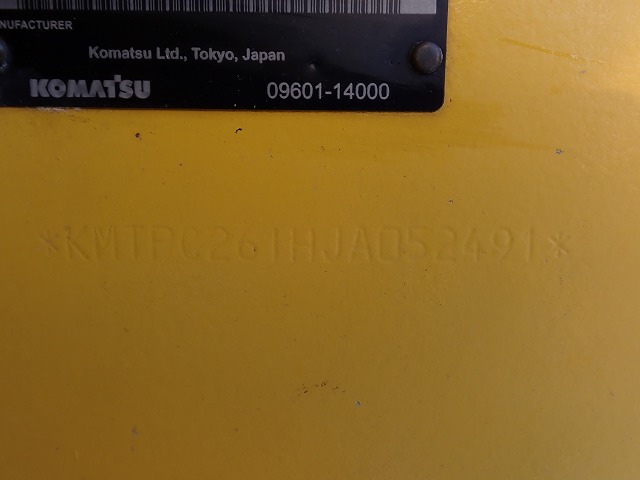 NUFACTURER
Komatsu Ltd., Tokyo, Japan
KOMATSU 09601-14000
*KMTPC261HJA052491*